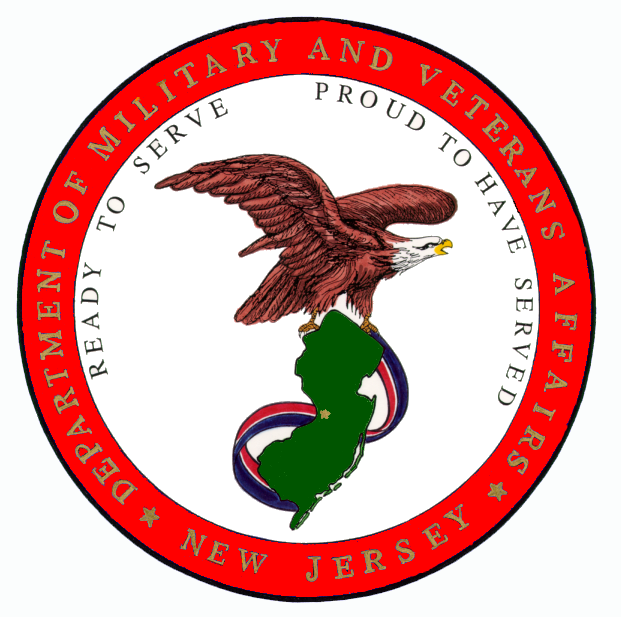 DEPARTMENT OF MILITARY AND VETERANS AFFAIRS
NEW JERSEY
READY TO SERVE
PROUD TO HAVE SERVED